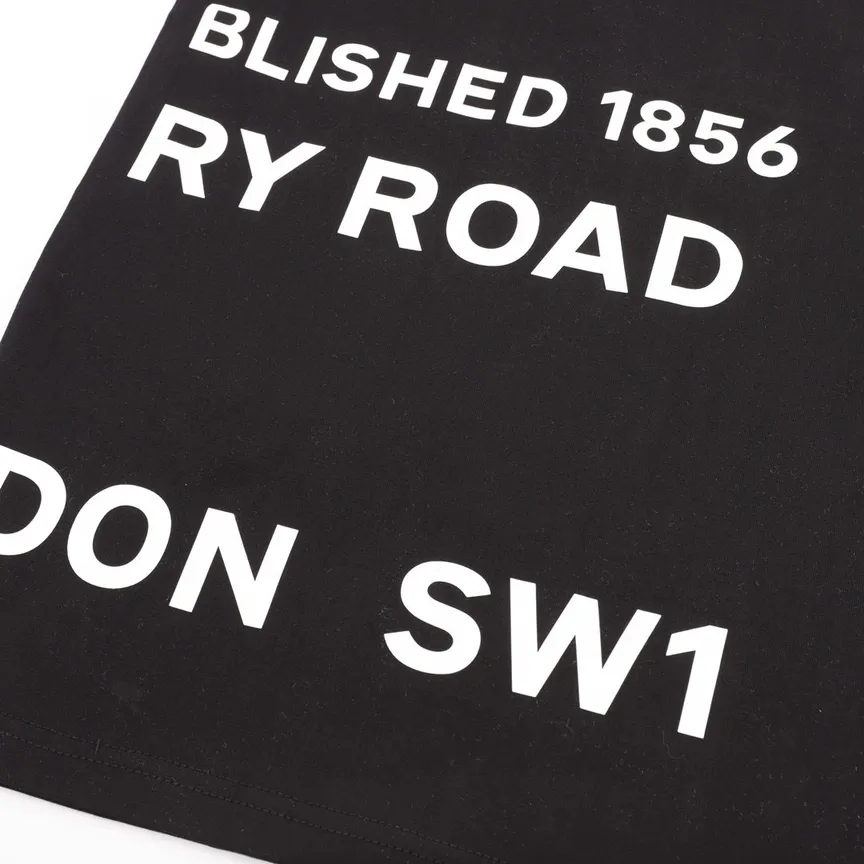 BLISHED 1856
RY ROAD
DON SW1